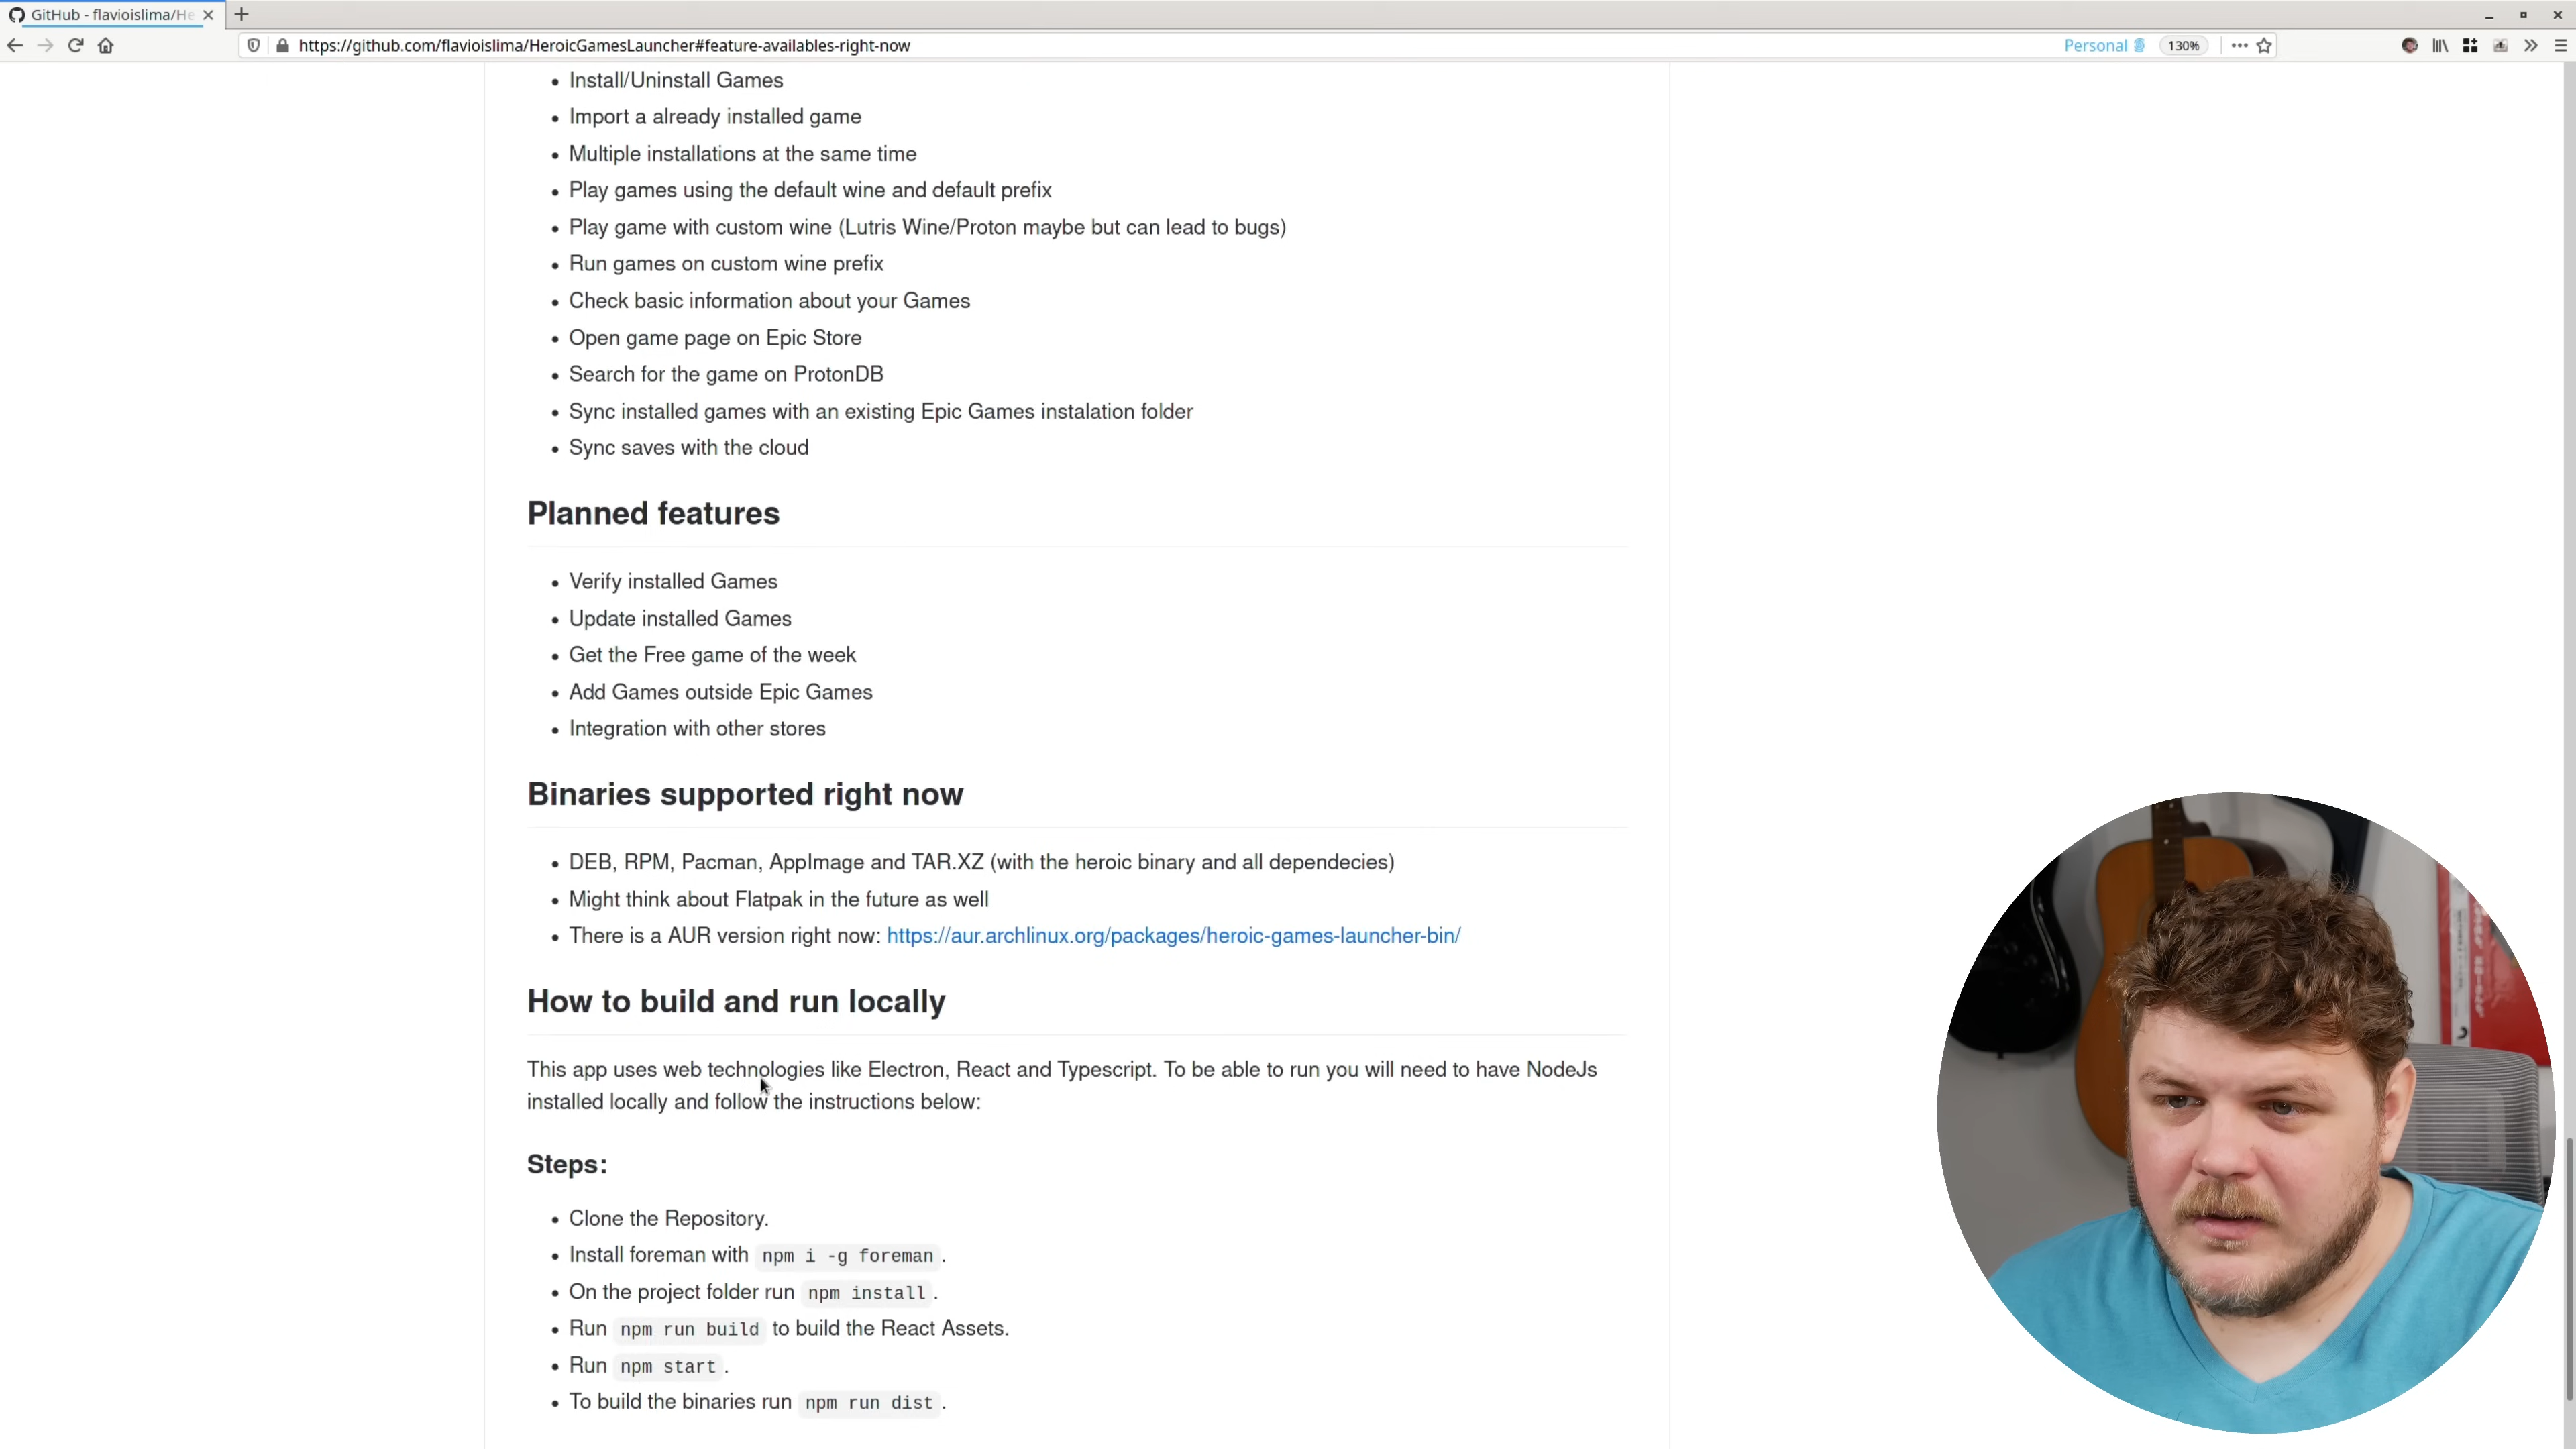 GitHub - flavioislima/He
https://github.com/flavioislima/HeroicGamesLauncher#feature-availables-right-now
Personal
130%
Install/Uninstall Games
Import a already installed game
Multiple installations at the same time
Play games using the default wine and default prefix
Play game with custom wine (Lutris Wine/Proton maybe but can lead to bugs)
Run games on custom wine prefix
Check basic information about your Games
Open game page on Epic Store
Search for the game on ProtonDB
Sync installed games with an existing Epic Games instalation folder
Sync saves with the cloud
Planned features
Verify installed Games
Update installed Games
Get the Free game of the week
Add Games outside Epic Games
Integration with other stores
Binaries supported right now
DEB, RPM, Pacman, AppImage and TAR.XZ (with the heroic binary and all dependecies)
Might think about Flatpak in the future as well
There is a AUR version right now: https://aur.archlinux.org/packages/heroic-games-launcher-bin/
How to build and run locally
This app uses web technologies like Electron, React and Typescript. To be able to run you will need to have NodeJs
installed locally and follow the instructions below:
Steps:
Clone the Repository.
Install foreman with npm i -g foreman .
On the project folder run npm install .
Run npm run build to build the React Assets.
Run npm start .
To build the binaries run npm run dist .